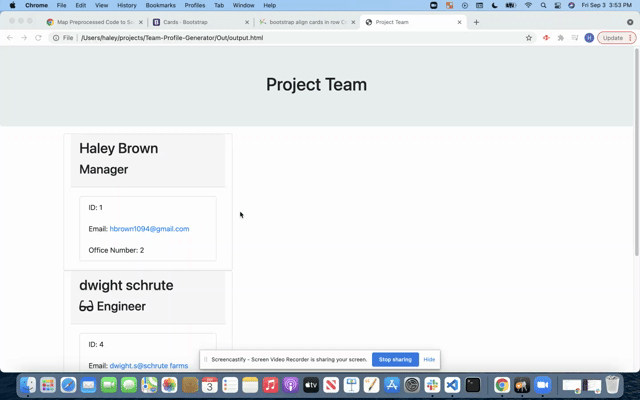 Chrome File Edit View History Bookmarks Profiles Tab Window Help Fri Sep 3 3:53 PM
Map Preprocessed Code to S Cards · Bootstrap bootstrap align cards in row C Project Team
File /Users/haley/projects/Team-Profile-Generator/Out/output.html H Update
Project Team
Haley Brown
Manager
ID: 1
Email: hbrown1094@gmail.com
Office Number: 2
dwight schrute
Engineer
ID: 4
Email: dwight.s@schrute farms
Screencastify - Screen Video Recorder is sharing your screen. Stop sharing Hide